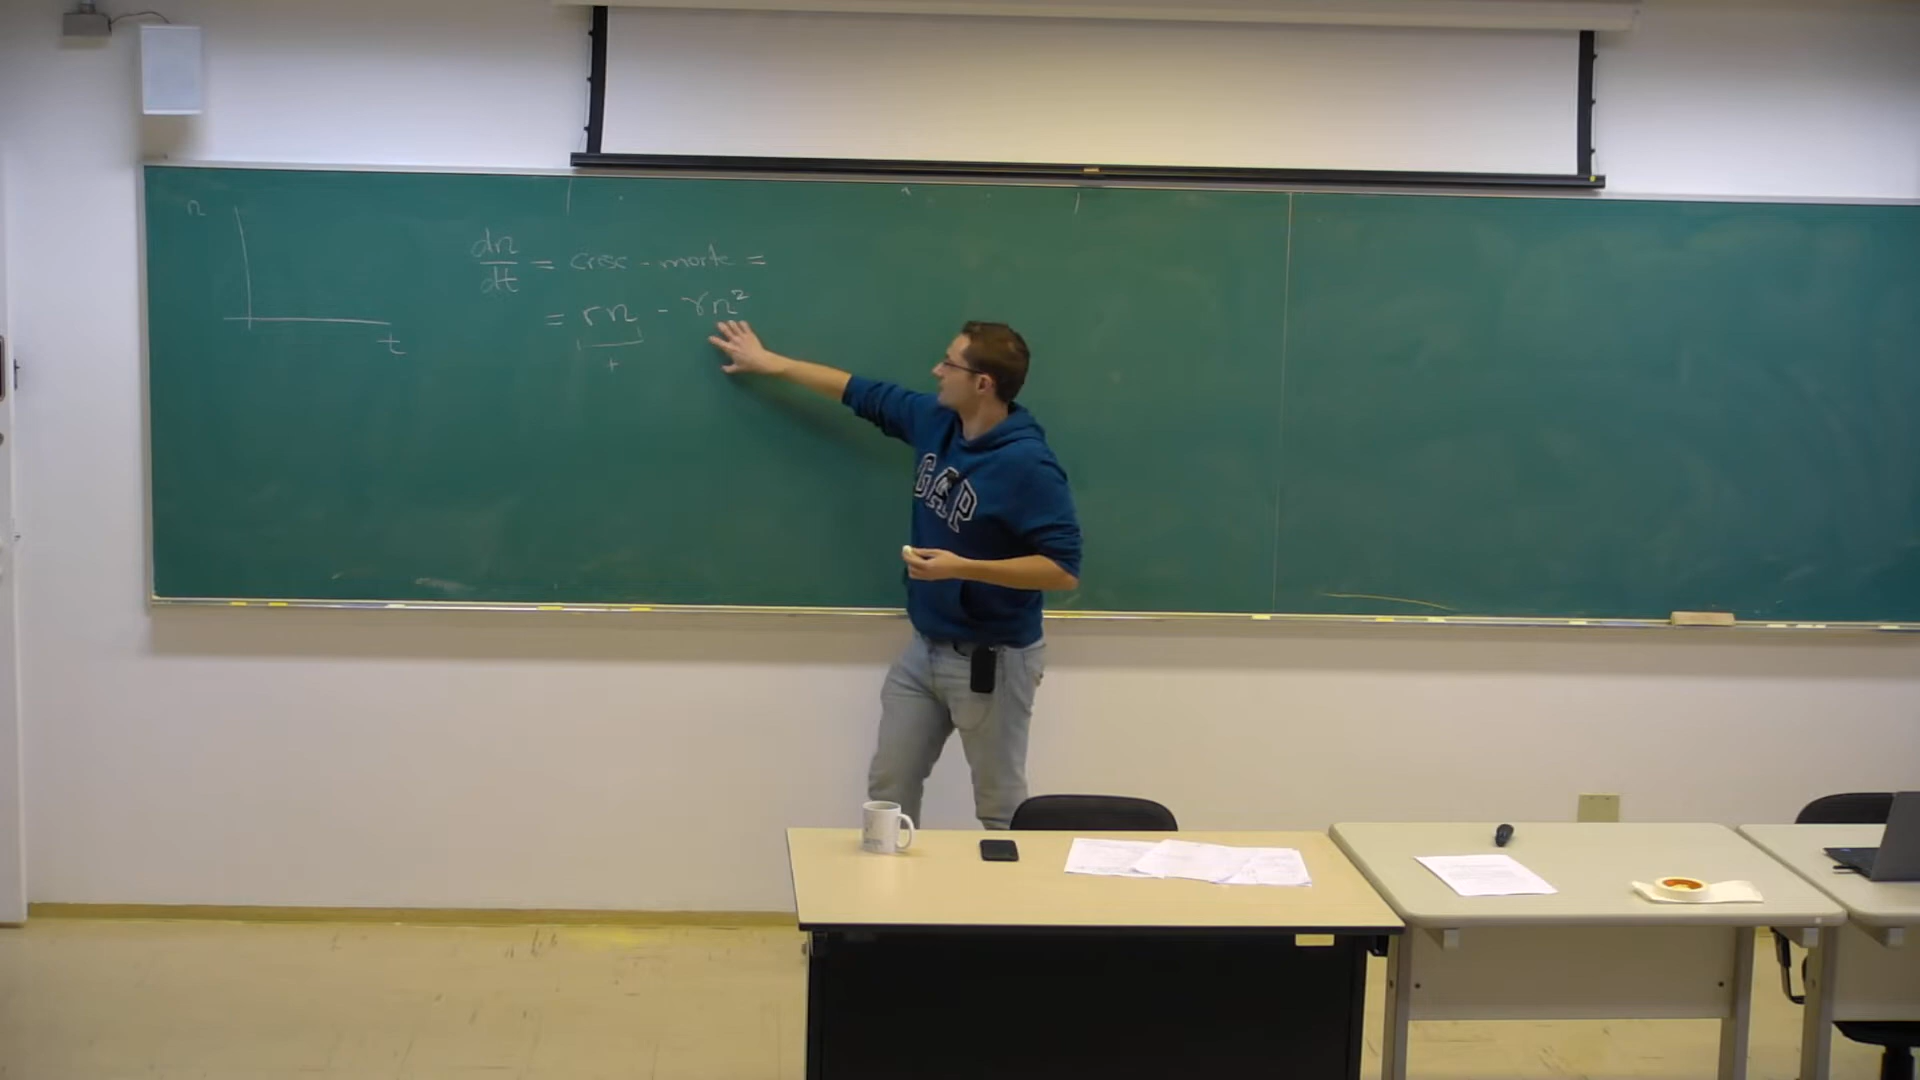 n
t
dn/dt = cresc - morte =
= rn - γn²
+
GAP